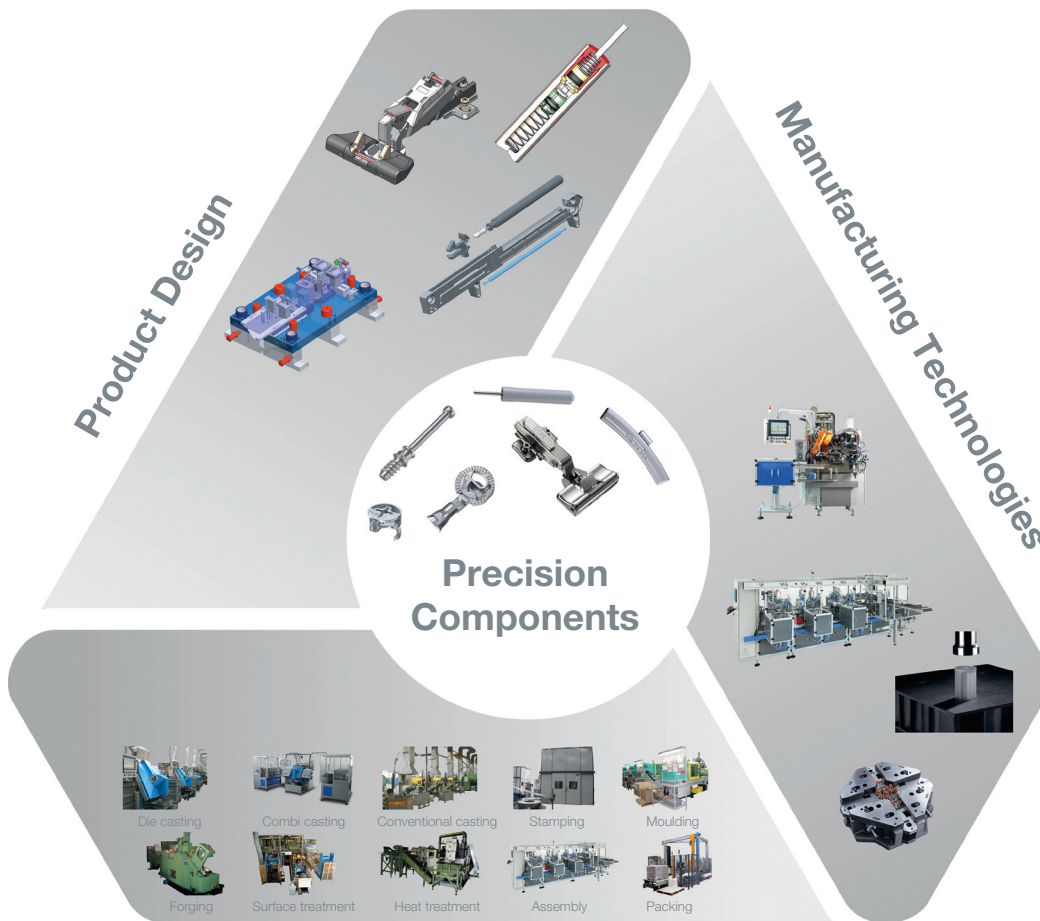 Product Design
Manufacturing Technologies
Precision
Components
Die casting
Combi casting
Conventional casting
Stamping
Moulding
Forging
Surface treatment
Heat treatment
Assembly
Packing